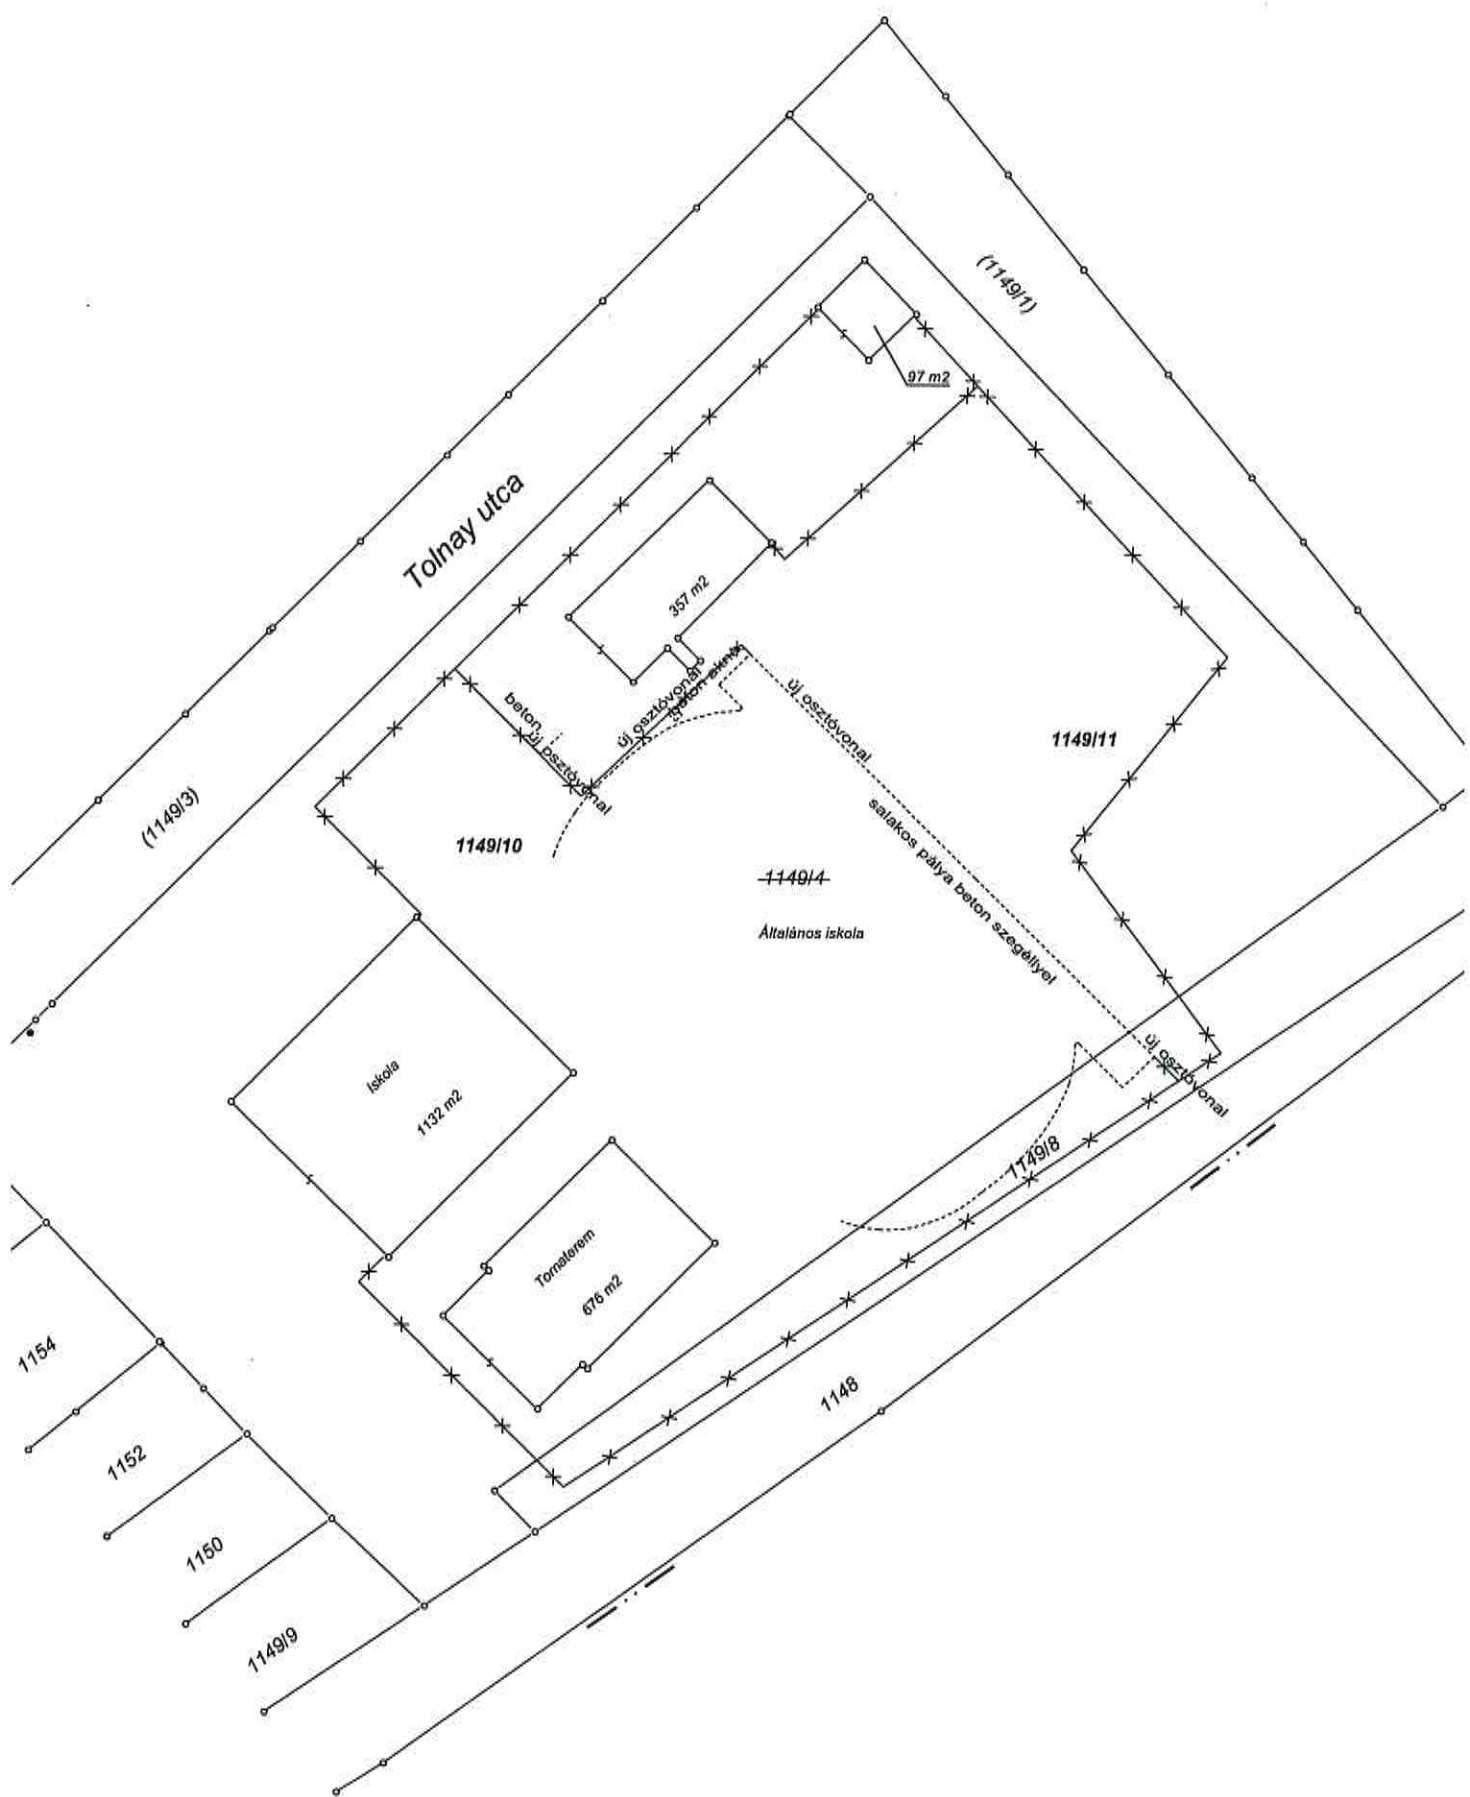 (1149/1)
97 m2
Tolnay utca
357 m2
új osztóvonal
beton aknák
új osztóvonal
beton
új osztóvonal
1149/11
(1149/3)
1149/10
1149/4
salakos pálya beton szegéllyel
Általános iskola
Iskola
1132 m2
új osztóvonal
1149/8
Tornaterem
676 m2
1154
1148
1152
1150
1149/9